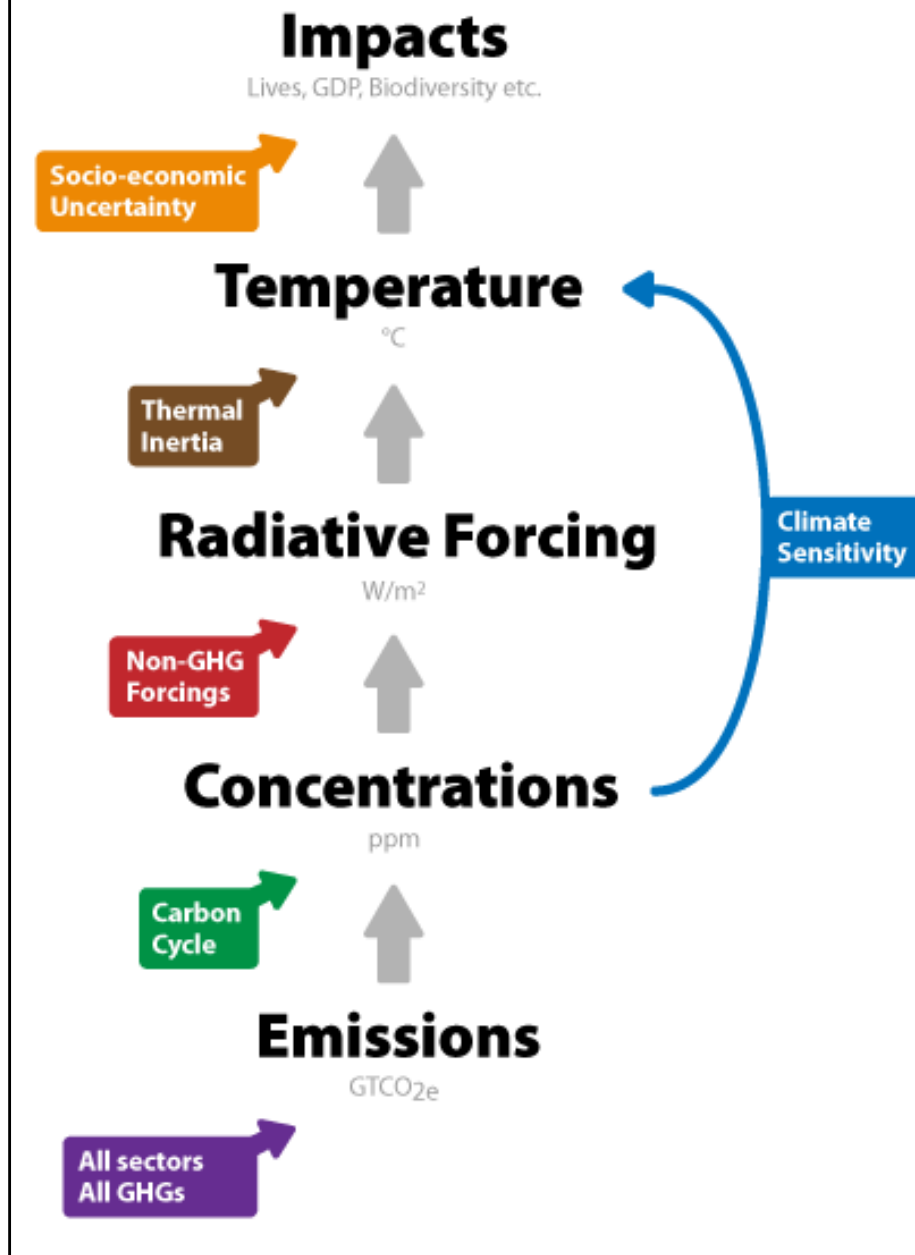 Impacts
Lives, GDP, Biodiversity etc.
Socio-economic
Uncertainty
Temperature
°C
Thermal
Inertia
Radiative Forcing
W/m²
Climate
Sensitivity
Non-GHG
Forcings
Concentrations
ppm
Carbon
Cycle
Emissions
GTCO₂e
All sectors
All GHGs